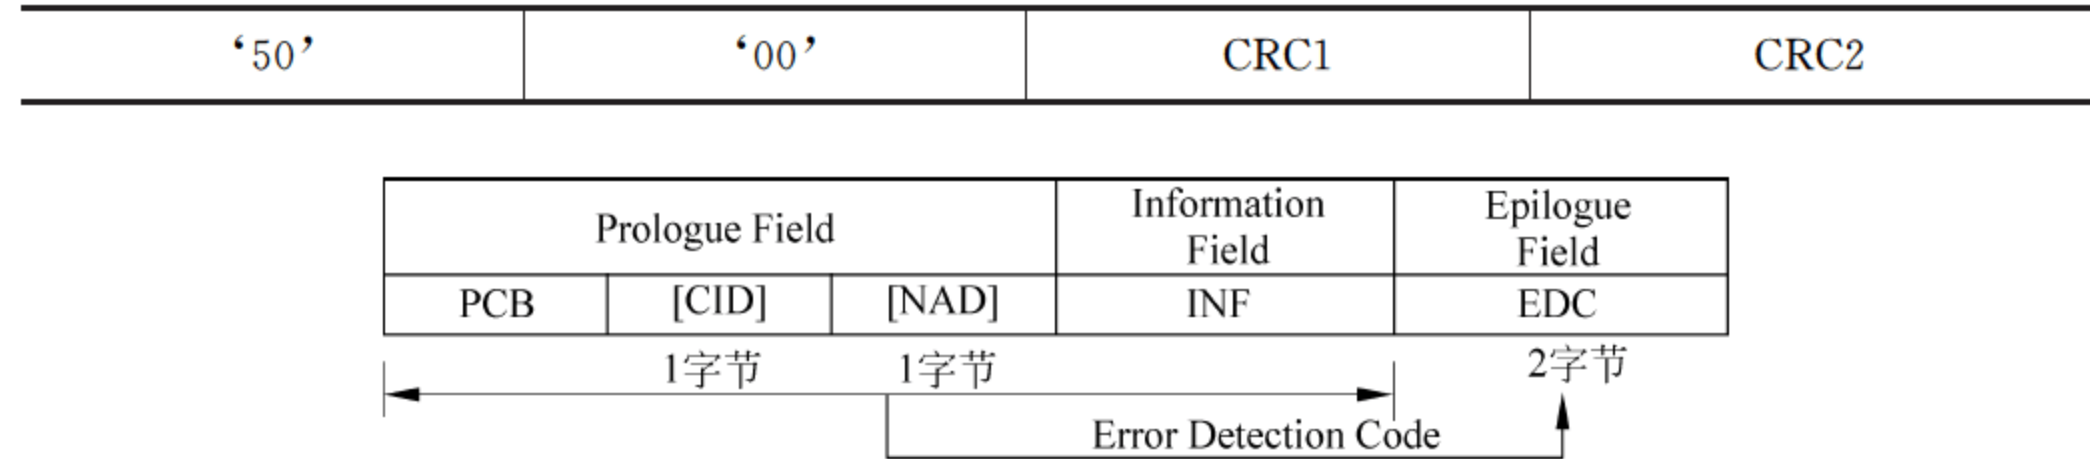 ‘50’ ‘00’ CRC1 CRC2
Prologue Field Information Field Epilogue Field
PCB [CID] [NAD] INF EDC
1字节 1字节 2字节
Error Detection Code